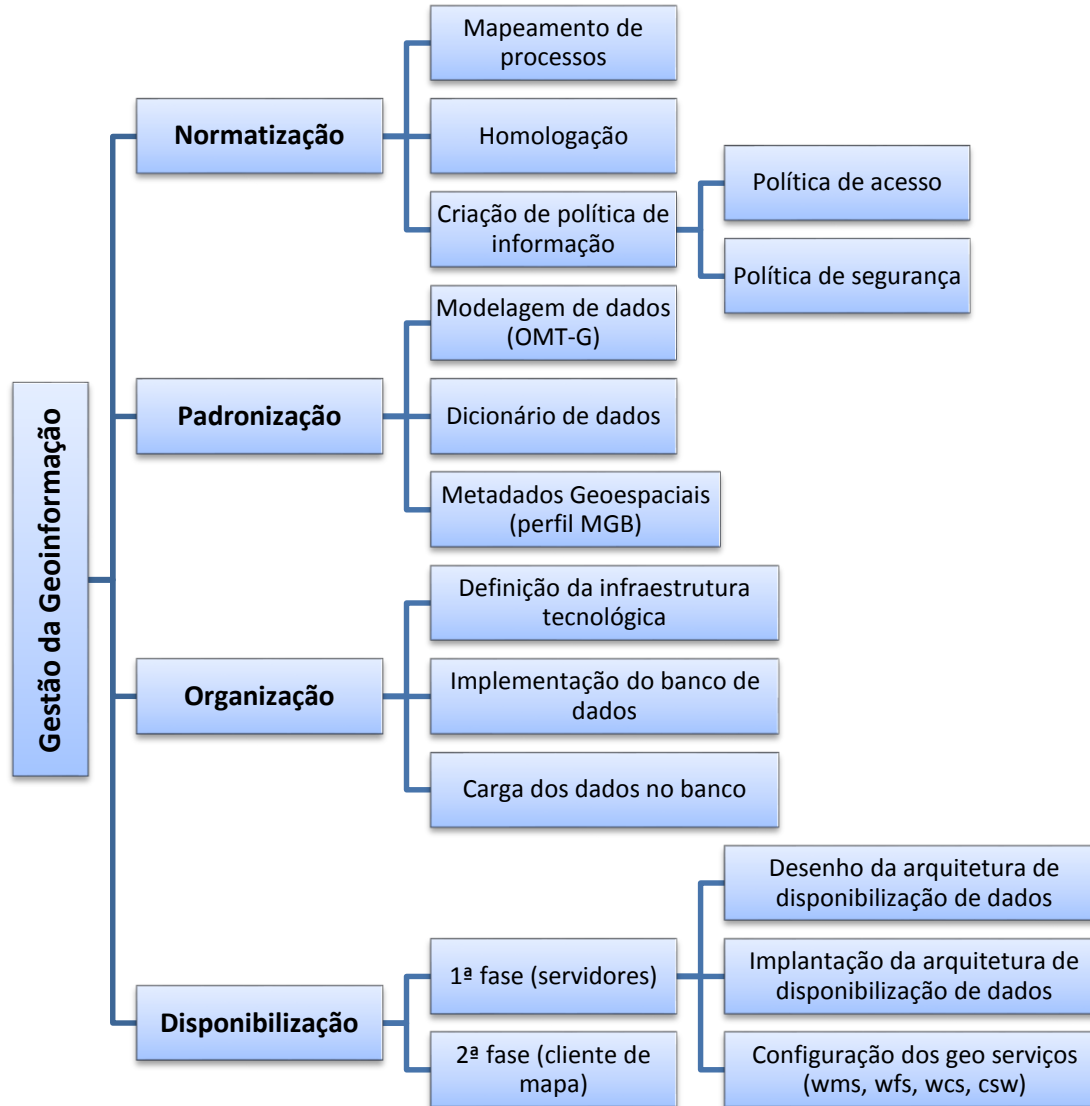 Gestão da Geoinformação
Normatização
Mapeamento de
processos
Homologação
Criação de política de
informação
Política de acesso
Política de segurança
Padronização
Modelagem de dados
(OMT-G)
Dicionário de dados
Metadados Geoespaciais
(perfil MGB)
Organização
Definição da infraestrutura
tecnológica
Implementação do banco de
dados
Carga dos dados no banco
Disponibilização
1ª fase (servidores)
Desenho da arquitetura de
disponibilização de dados
Implantação da arquitetura de
disponibilização de dados
Configuração dos geo serviços
(wms, wfs, wcs, csw)
2ª fase (cliente de
mapa)